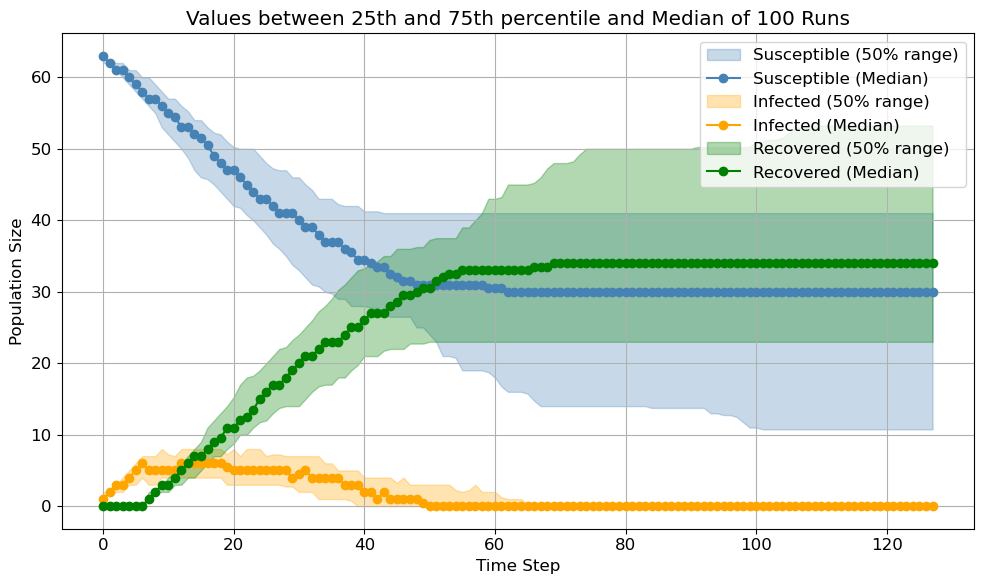 Values between 25th and 75th percentile and Median of 100 Runs
Susceptible (50% range)
Susceptible (Median)
Infected (50% range)
Infected (Median)
Recovered (50% range)
Recovered (Median)
Population Size
60
50
40
30
20
10
0
0 20 40 60 80 100 120
Time Step